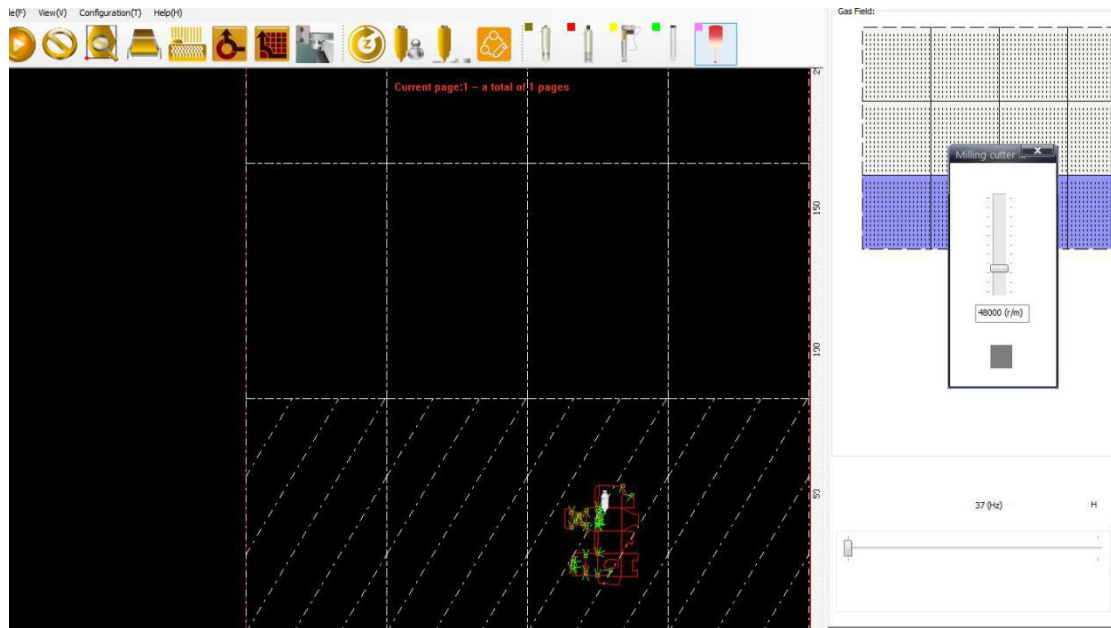 View(V) Configuration(T) Help(H)
Gas Field:
Current page:1 -- a total of 1 pages
Milling cutter ...
150
48000 (r/m)
100
50
37 (Hz)
H